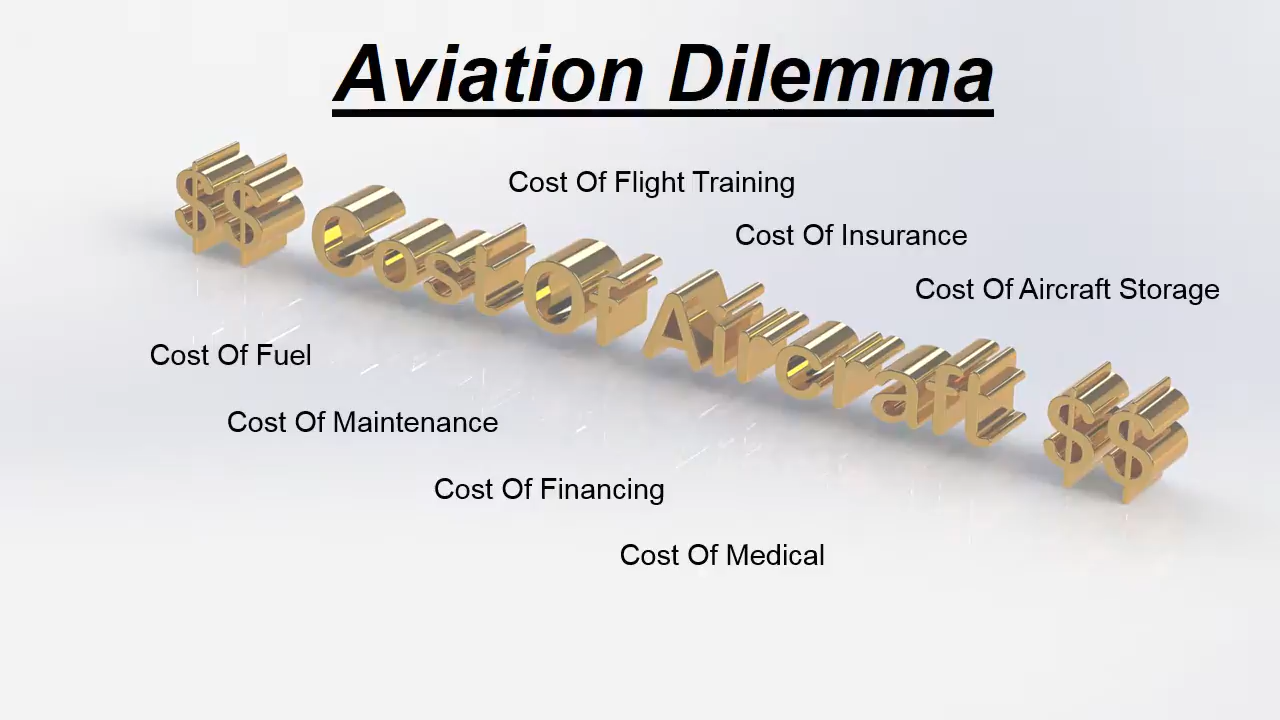 Aviation Dilemma
Cost Of Flight Training
Cost Of Insurance
Cost Of Aircraft Storage
$$ Cost Of Aircraft $$
Cost Of Fuel
Cost Of Maintenance
Cost Of Financing
Cost Of Medical